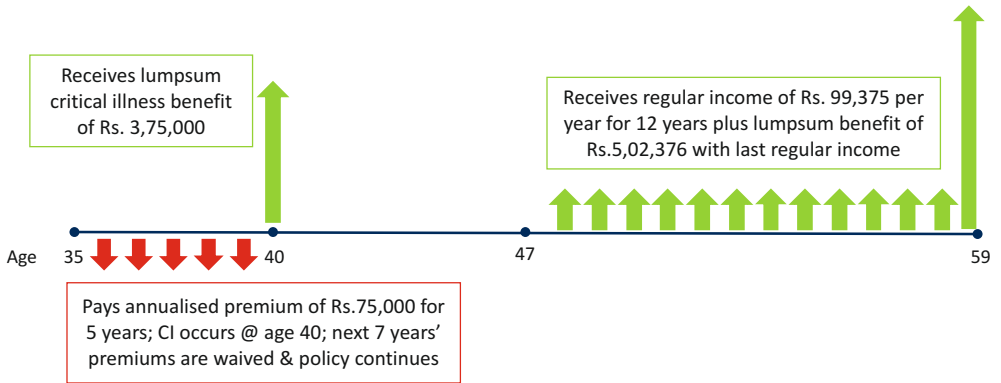 Receives lumpsum
critical illness benefit
of Rs. 3,75,000
Receives regular income of Rs. 99,375 per
year for 12 years plus lumpsum benefit of
Rs.5,02,376 with last regular income
Age 35 40 47 59
Pays annualised premium of Rs.75,000 for
5 years; CI occurs @ age 40; next 7 years’
premiums are waived & policy continues